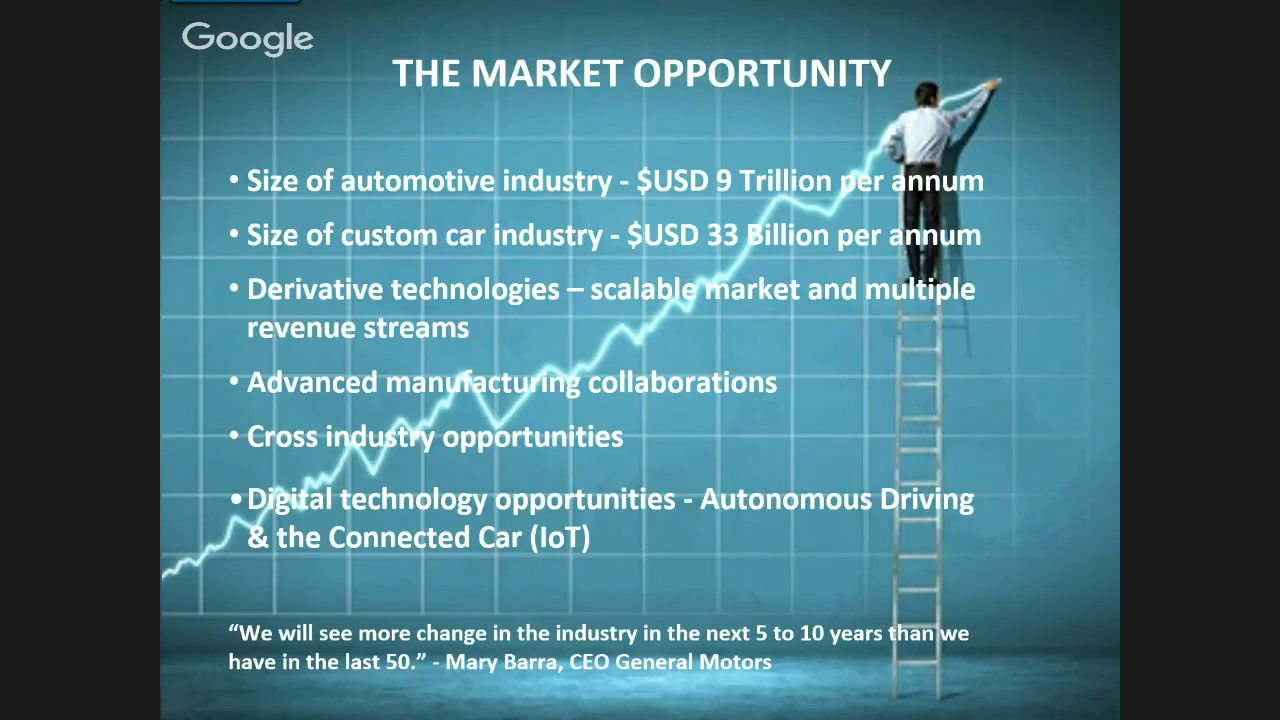 Google
THE MARKET OPPORTUNITY
• Size of automotive industry - $USD 9 Trillion per annum
• Size of custom car industry - $USD 33 Billion per annum
• Derivative technologies – scalable market and multiple
revenue streams
• Advanced manufacturing collaborations
• Cross industry opportunities
• Digital technology opportunities - Autonomous Driving
& the Connected Car (IoT)
“We will see more change in the industry in the next 5 to 10 years than we
have in the last 50.” - Mary Barra, CEO General Motors